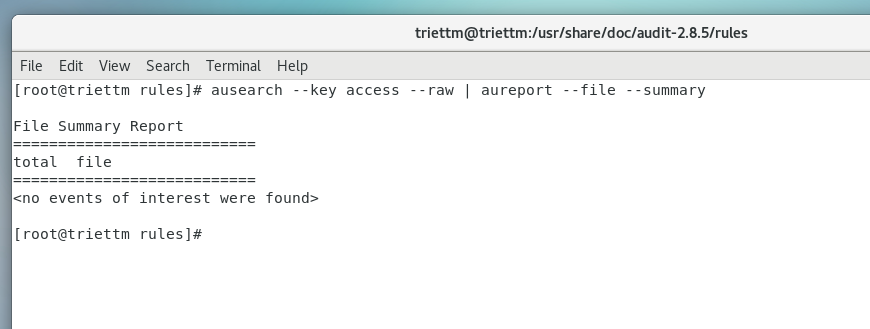 triettm@triettm:/usr/share/doc/audit-2.8.5/rules
File Edit View Search Terminal Help
[root@triettm rules]# ausearch --key access --raw | aureport --file --summary
File Summary Report
===========================
total  file
===========================
<no events of interest were found>
[root@triettm rules]#